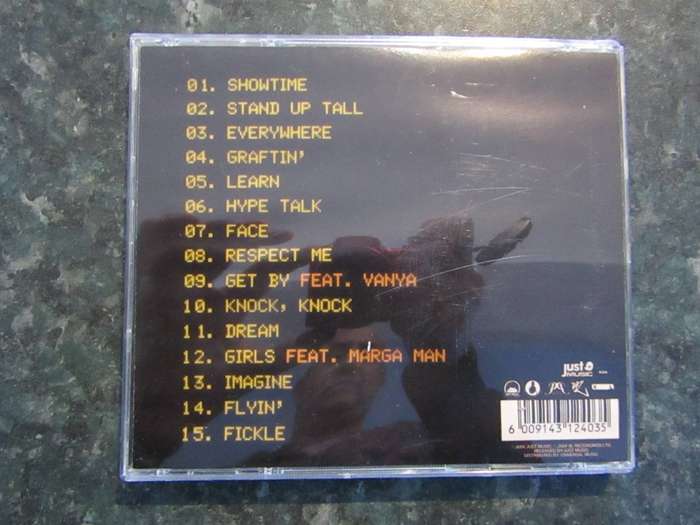 01. SHOWTIME
02. STAND UP TALL
03. EVERYWHERE
04. GRAFTIN'
05. LEARN
06. HYPE TALK
07. FACE
08. RESPECT ME
09. GET BY FEAT. VANYA
10. KNOCK, KNOCK
11. DREAM
12. GIRLS FEAT. MARGA MAN
13. IMAGINE
14. FLYIN'
15. FICKLE
just
MUSIC
6 009143 124035